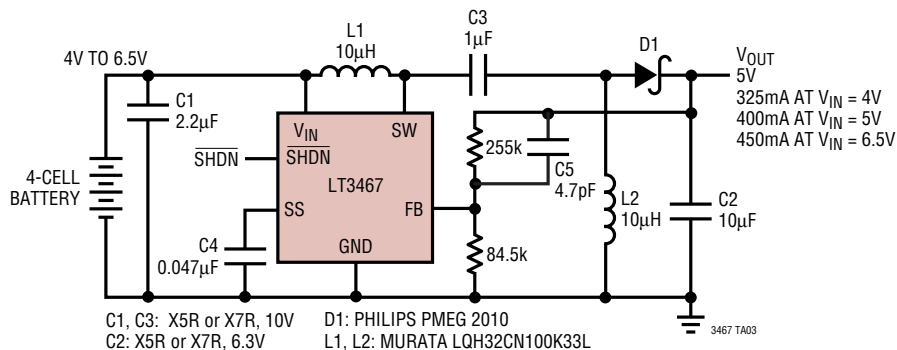 4V TO 6.5V
L1
10µH
C3
1µF
D1
VOUT
5V
325mA AT VIN = 4V
400mA AT VIN = 5V
450mA AT VIN = 6.5V
C1
2.2µF
VIN
SW
SHDN
SHDN
LT3467
255k
C5
4.7pF
4-CELL
BATTERY
SS
FB
L2
10µH
C2
10µF
C4
0.047µF
GND
84.5k
C1, C3: X5R or X7R, 10V
C2: X5R or X7R, 6.3V
D1: PHILIPS PMEG 2010
L1, L2: MURATA LQH32CN100K33L
3467 TA03